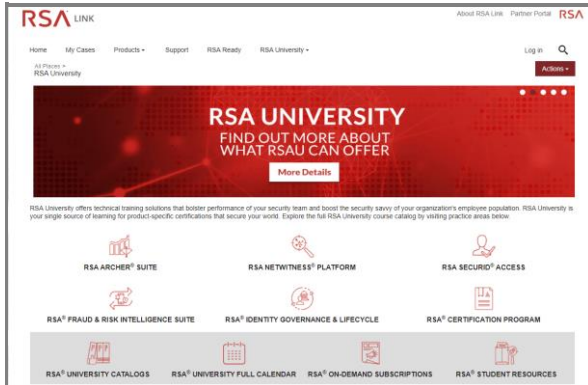 RSA LINK
About RSA Link Partner Portal RSA
Home My Cases Products Support RSA Ready RSA University
Log in
All Places >
RSA University
Actions
RSA UNIVERSITY
FIND OUT MORE ABOUT
WHAT RSAU CAN OFFER
More Details
RSA University offers technical training solutions that bolster performance of your security team and boost the security savvy of your organization's employee population. RSA University is
your single source of learning for product-specific certifications that secure your world. Explore the full RSA University course catalog by visiting practice areas below.
RSA ARCHER® SUITE
RSA NETWITNESS® PLATFORM
RSA SECURID® ACCESS
RSA® FRAUD & RISK INTELLIGENCE SUITE
RSA® IDENTITY GOVERNANCE & LIFECYCLE
RSA® CERTIFICATION PROGRAM
RSA® UNIVERSITY CATALOGS
RSA® UNIVERSITY FULL CALENDAR
RSA® ON-DEMAND SUBSCRIPTIONS
RSA® STUDENT RESOURCES